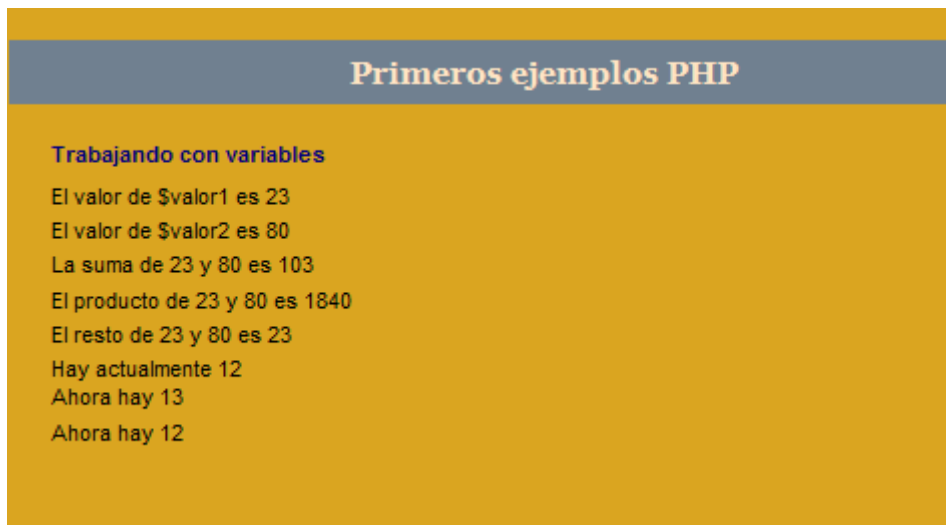 Primeros ejemplos PHP
Trabajando con variables
El valor de $valor1 es 23
El valor de $valor2 es 80
La suma de 23 y 80 es 103
El producto de 23 y 80 es 1840
El resto de 23 y 80 es 23
Hay actualmente 12
Ahora hay 13
Ahora hay 12